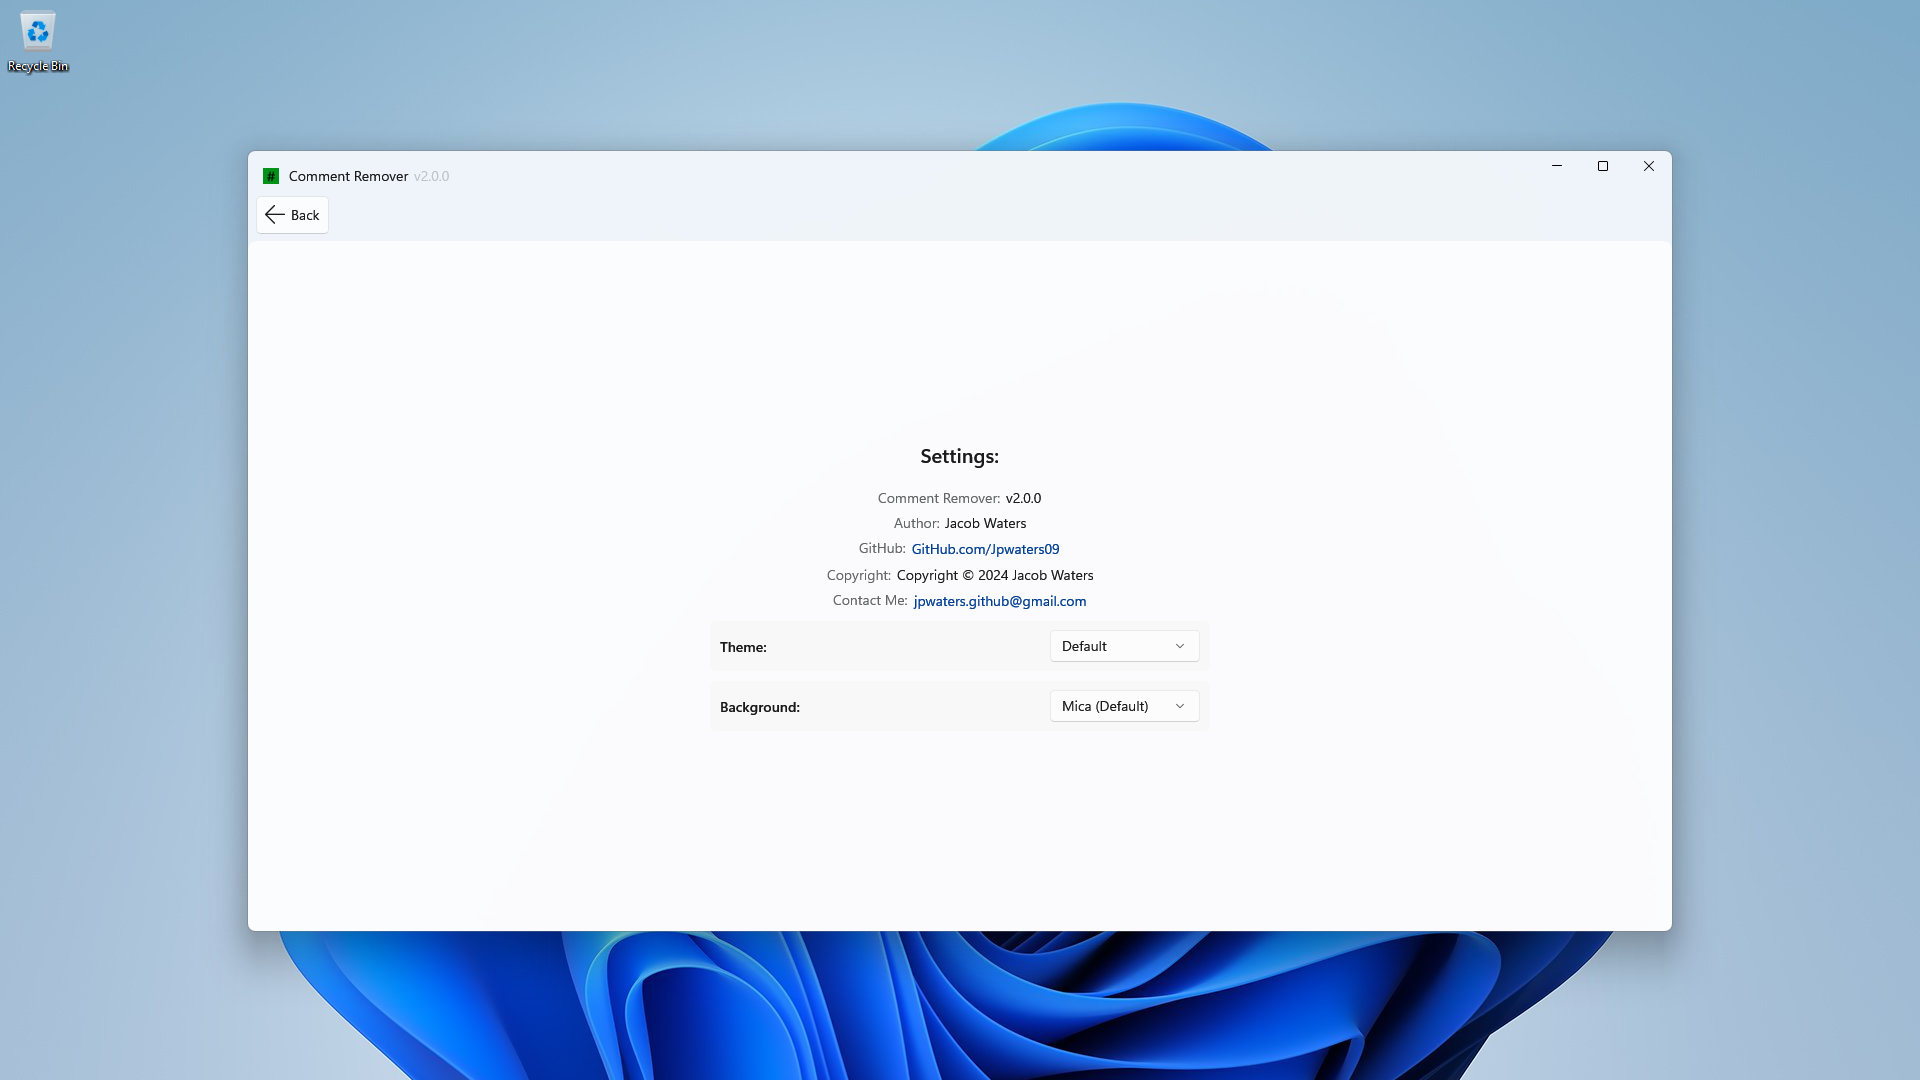 Recycle Bin
# Comment Remover v2.0.0
Back
Settings:
Comment Remover: v2.0.0
Author: Jacob Waters
GitHub: GitHub.com/Jpwaters09
Copyright: Copyright © 2024 Jacob Waters
Contact Me: jpwaters.github@gmail.com
Theme: Default
Background: Mica (Default)